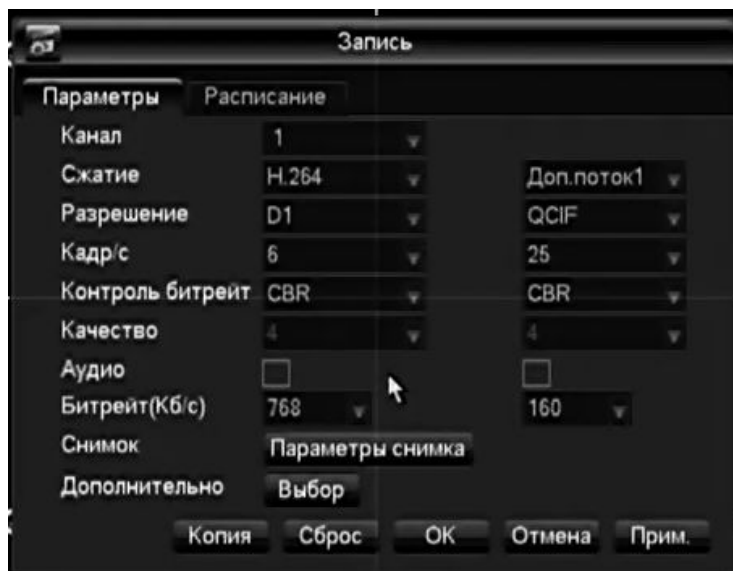 Запись
Параметры Расписание
Канал 1
Сжатие H.264 Доп.поток1
Разрешение D1 QCIF
Кадр/с 6 25
Контроль битрейт CBR CBR
Качество 4 4
Аудио
Битрейт(Кб/с) 768 160
Снимок Параметры снимка
Дополнительно Выбор
Копия Сброс OK Отмена Прим.